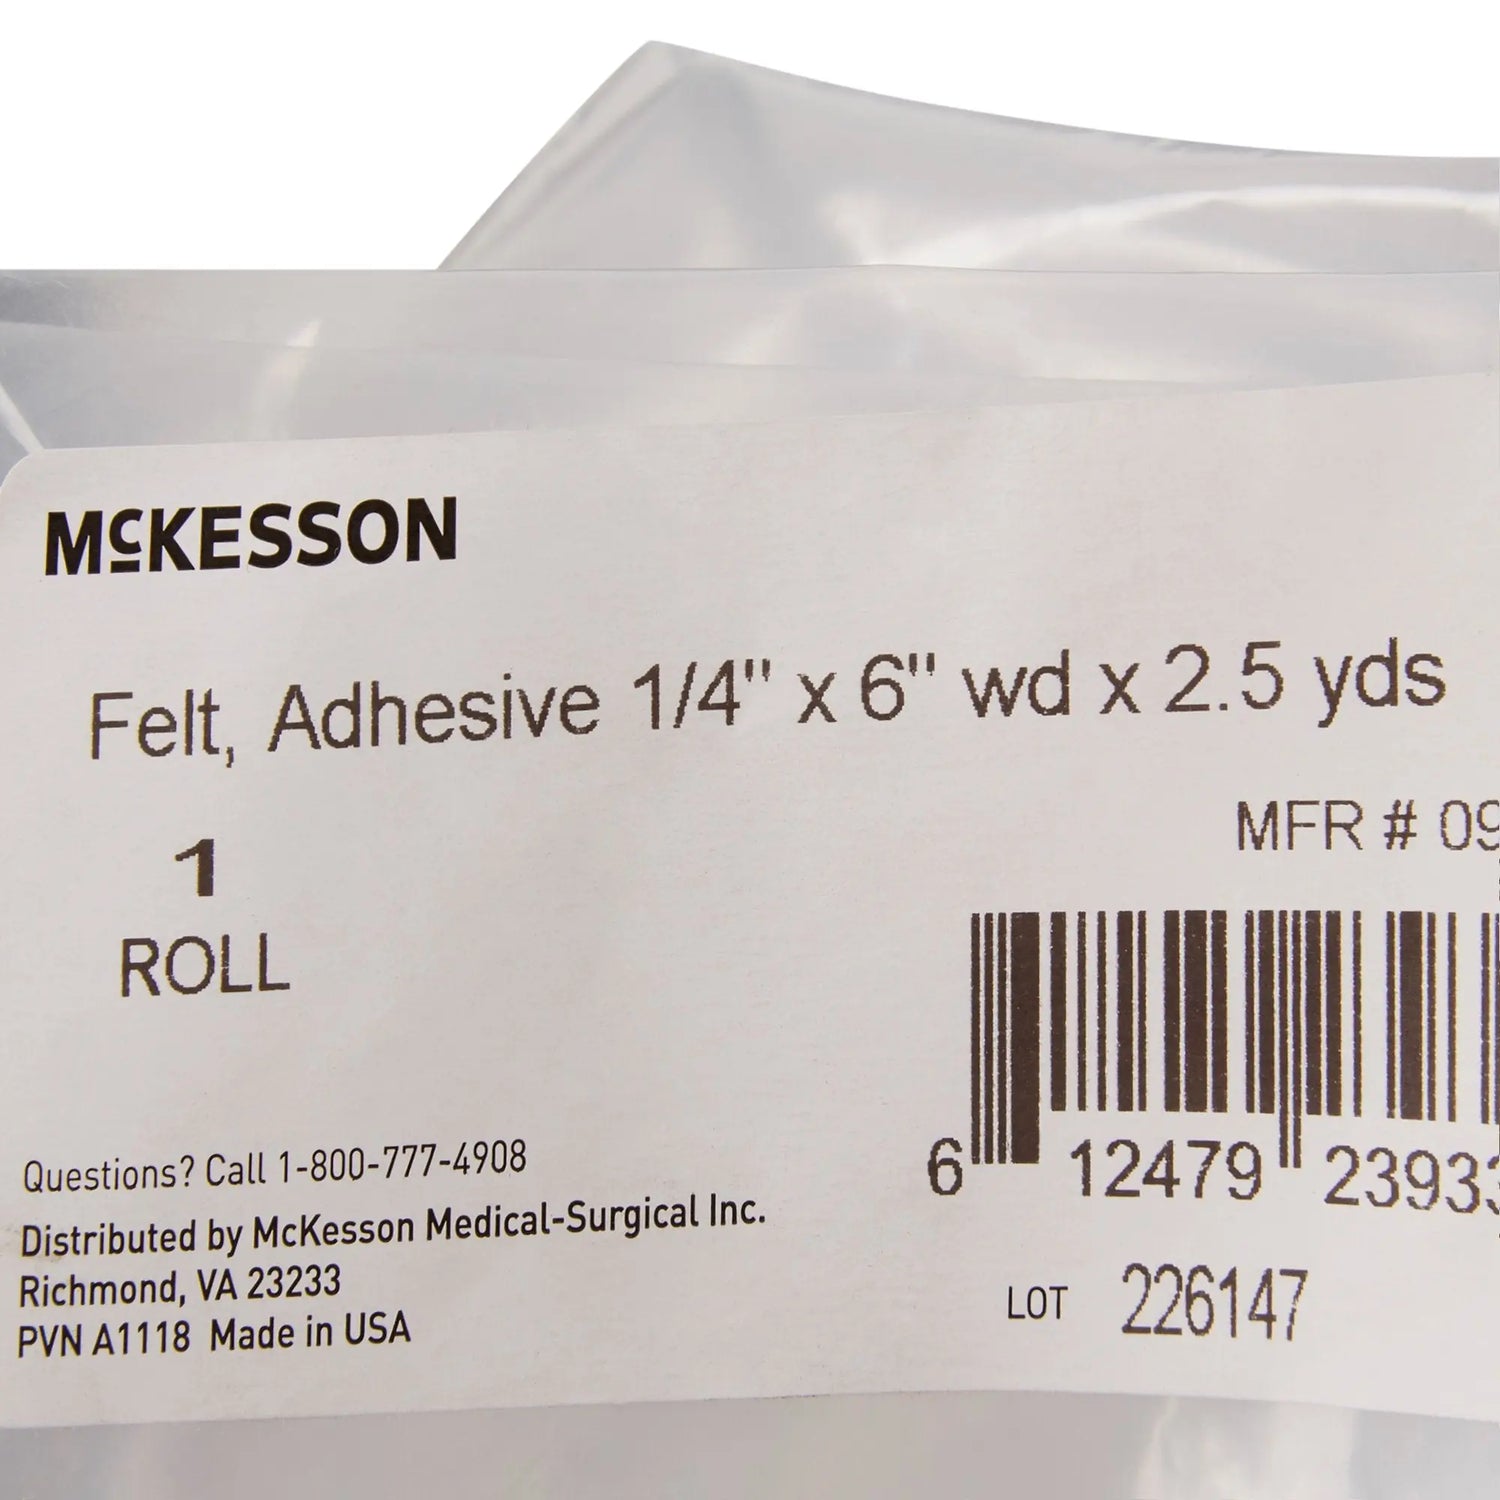 McKESSON
Felt, Adhesive 1/4" x 6" wd x 2.5 yds
MFR # 09
1
ROLL
6 12479 2393
Questions? Call 1-800-777-4908
Distributed by McKesson Medical-Surgical Inc.
Richmond, VA 23233
PVN A1118 Made in USA
LOT 226147